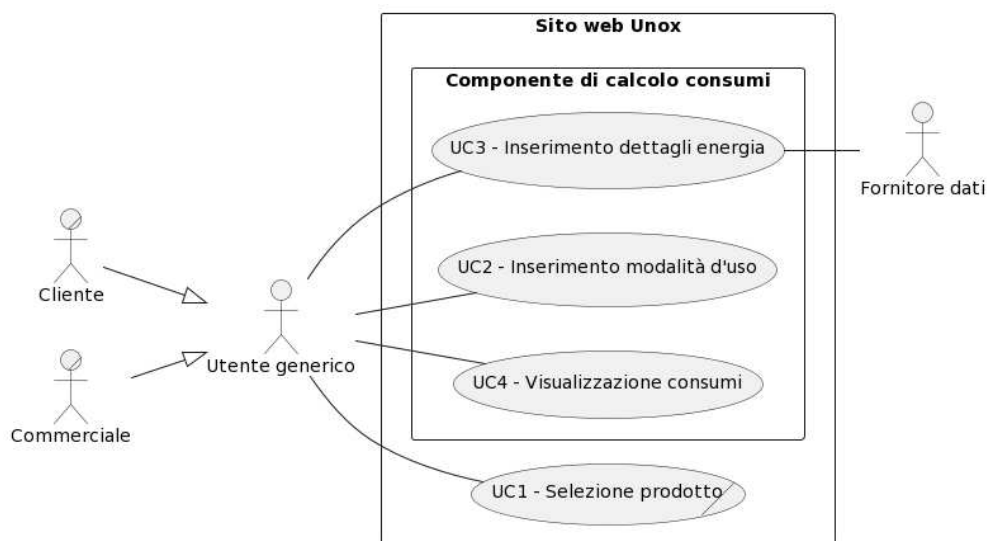 Sito web Unox
Componente di calcolo consumi
UC3 - Inserimento dettagli energia
Fornitore dati
UC2 - Inserimento modalità d'uso
Cliente
Utente generico
UC4 - Visualizzazione consumi
Commerciale
UC1 - Selezione prodotto